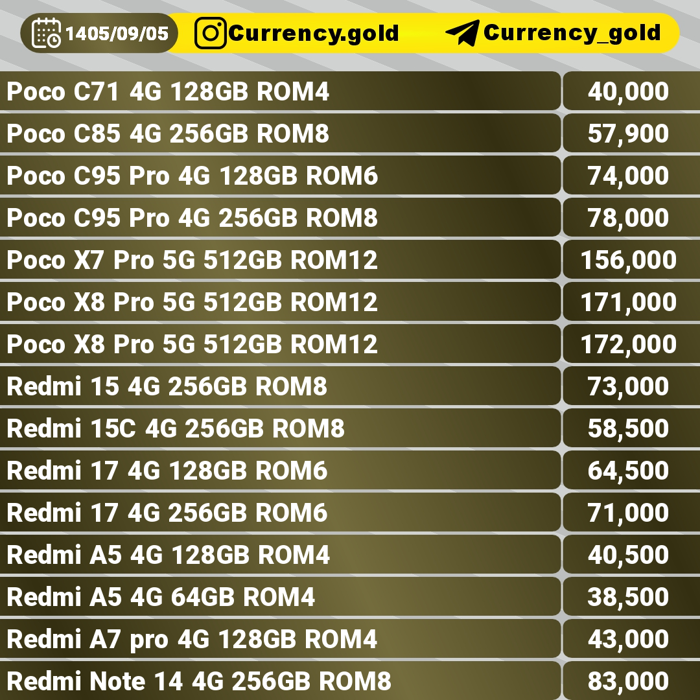 1405/09/05 Currency.gold Currency_gold
Poco C71 4G 128GB ROM4 40,000
Poco C85 4G 256GB ROM8 57,900
Poco C95 Pro 4G 128GB ROM6 74,000
Poco C95 Pro 4G 256GB ROM8 78,000
Poco X7 Pro 5G 512GB ROM12 156,000
Poco X8 Pro 5G 512GB ROM12 171,000
Poco X8 Pro 5G 512GB ROM12 172,000
Redmi 15 4G 256GB ROM8 73,000
Redmi 15C 4G 256GB ROM8 58,500
Redmi 17 4G 128GB ROM6 64,500
Redmi 17 4G 256GB ROM6 71,000
Redmi A5 4G 128GB ROM4 40,500
Redmi A5 4G 64GB ROM4 38,500
Redmi A7 pro 4G 128GB ROM4 43,000
Redmi Note 14 4G 256GB ROM8 83,000